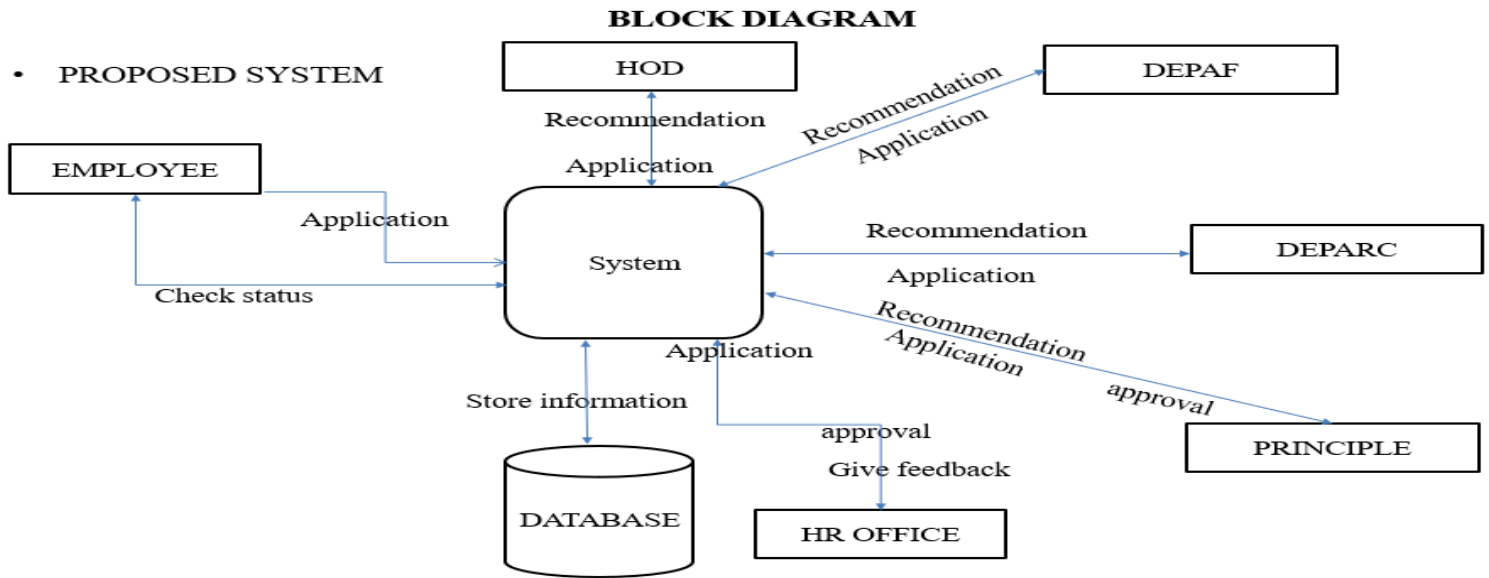 BLOCK DIAGRAM
• PROPOSED SYSTEM
HOD
DEPAF
Recommendation
Application
Recommendation
Application
EMPLOYEE
Application
Check status
System
Recommendation
Application
DEPARC
Recommendation
Application
approval
PRINCIPLE
Application
approval
Give feedback
HR OFFICE
Store information
DATABASE